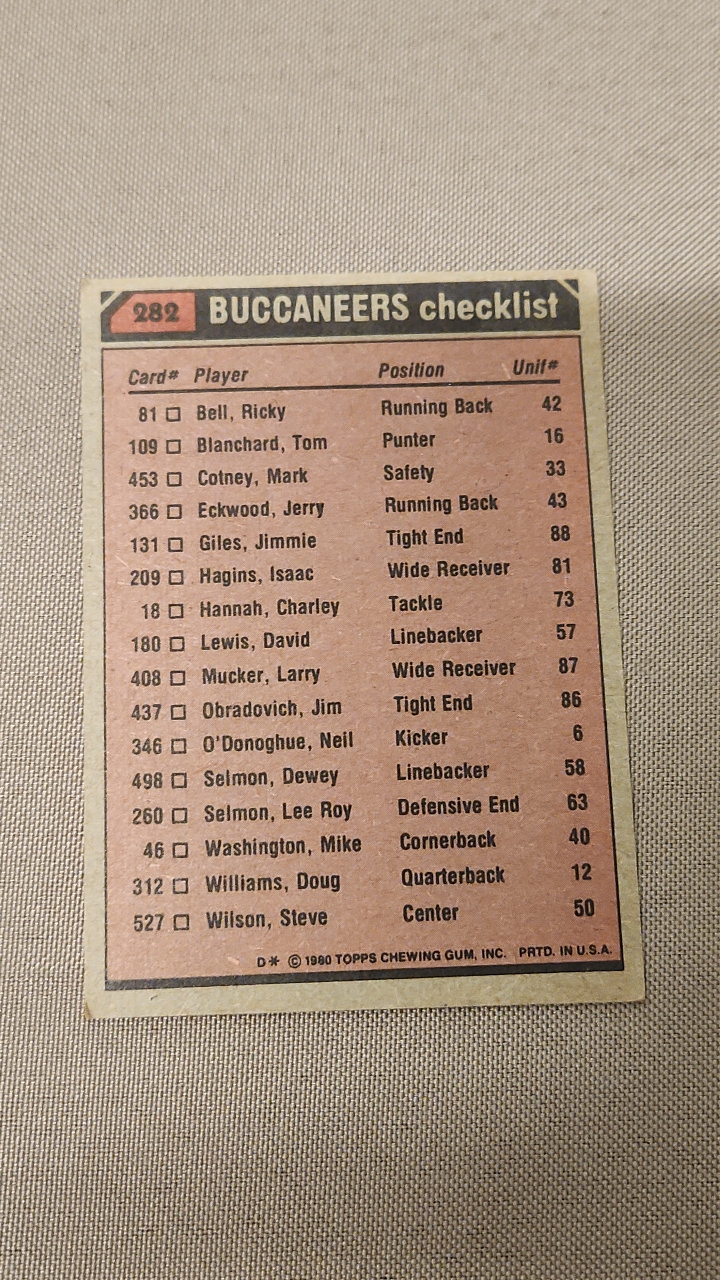 282 BUCCANEERS checklist
Card# Player Position Unif#
81 □ Bell, Ricky Running Back 42
109 □ Blanchard, Tom Punter 16
453 □ Cotney, Mark Safety 33
366 □ Eckwood, Jerry Running Back 43
131 □ Giles, Jimmie Tight End 88
209 □ Hagins, Isaac Wide Receiver 81
18 □ Hannah, Charley Tackle 73
180 □ Lewis, David Linebacker 57
408 □ Mucker, Larry Wide Receiver 87
437 □ Obradovich, Jim Tight End 86
346 □ O'Donoghue, Neil Kicker 6
498 □ Selmon, Dewey Linebacker 58
260 □ Selmon, Lee Roy Defensive End 63
46 □ Washington, Mike Cornerback 40
312 □ Williams, Doug Quarterback 12
527 □ Wilson, Steve Center 50
D* © 1980 TOPPS CHEWING GUM, INC. PRTD. IN U.S.A.